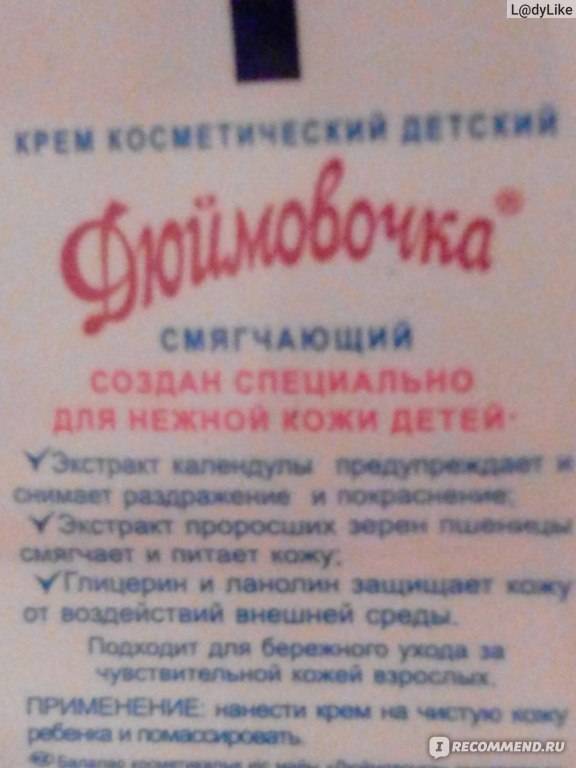 L@dyLike
КРЕМ КОСМЕТИЧЕСКИЙ ДЕТСКИЙ
Дюймовочка®
СМЯГЧАЮЩИЙ
СОЗДАН СПЕЦИАЛЬНО
ДЛЯ НЕЖНОЙ КОЖИ ДЕТЕЙ
Экстракт календулы предупреждает и
снимает раздражение и покраснение;
Экстракт проросших зерен пшеницы
смягчает и питает кожу;
Глицерин и ланолин защищает кожу
от воздействий внешней среды.
Подходит для бережного ухода за
чувствительной кожей взрослых.
ПРИМЕНЕНИЕ: нанести крем на чистую кожу
ребенка и помассировать.
I RECOMMEND.RU